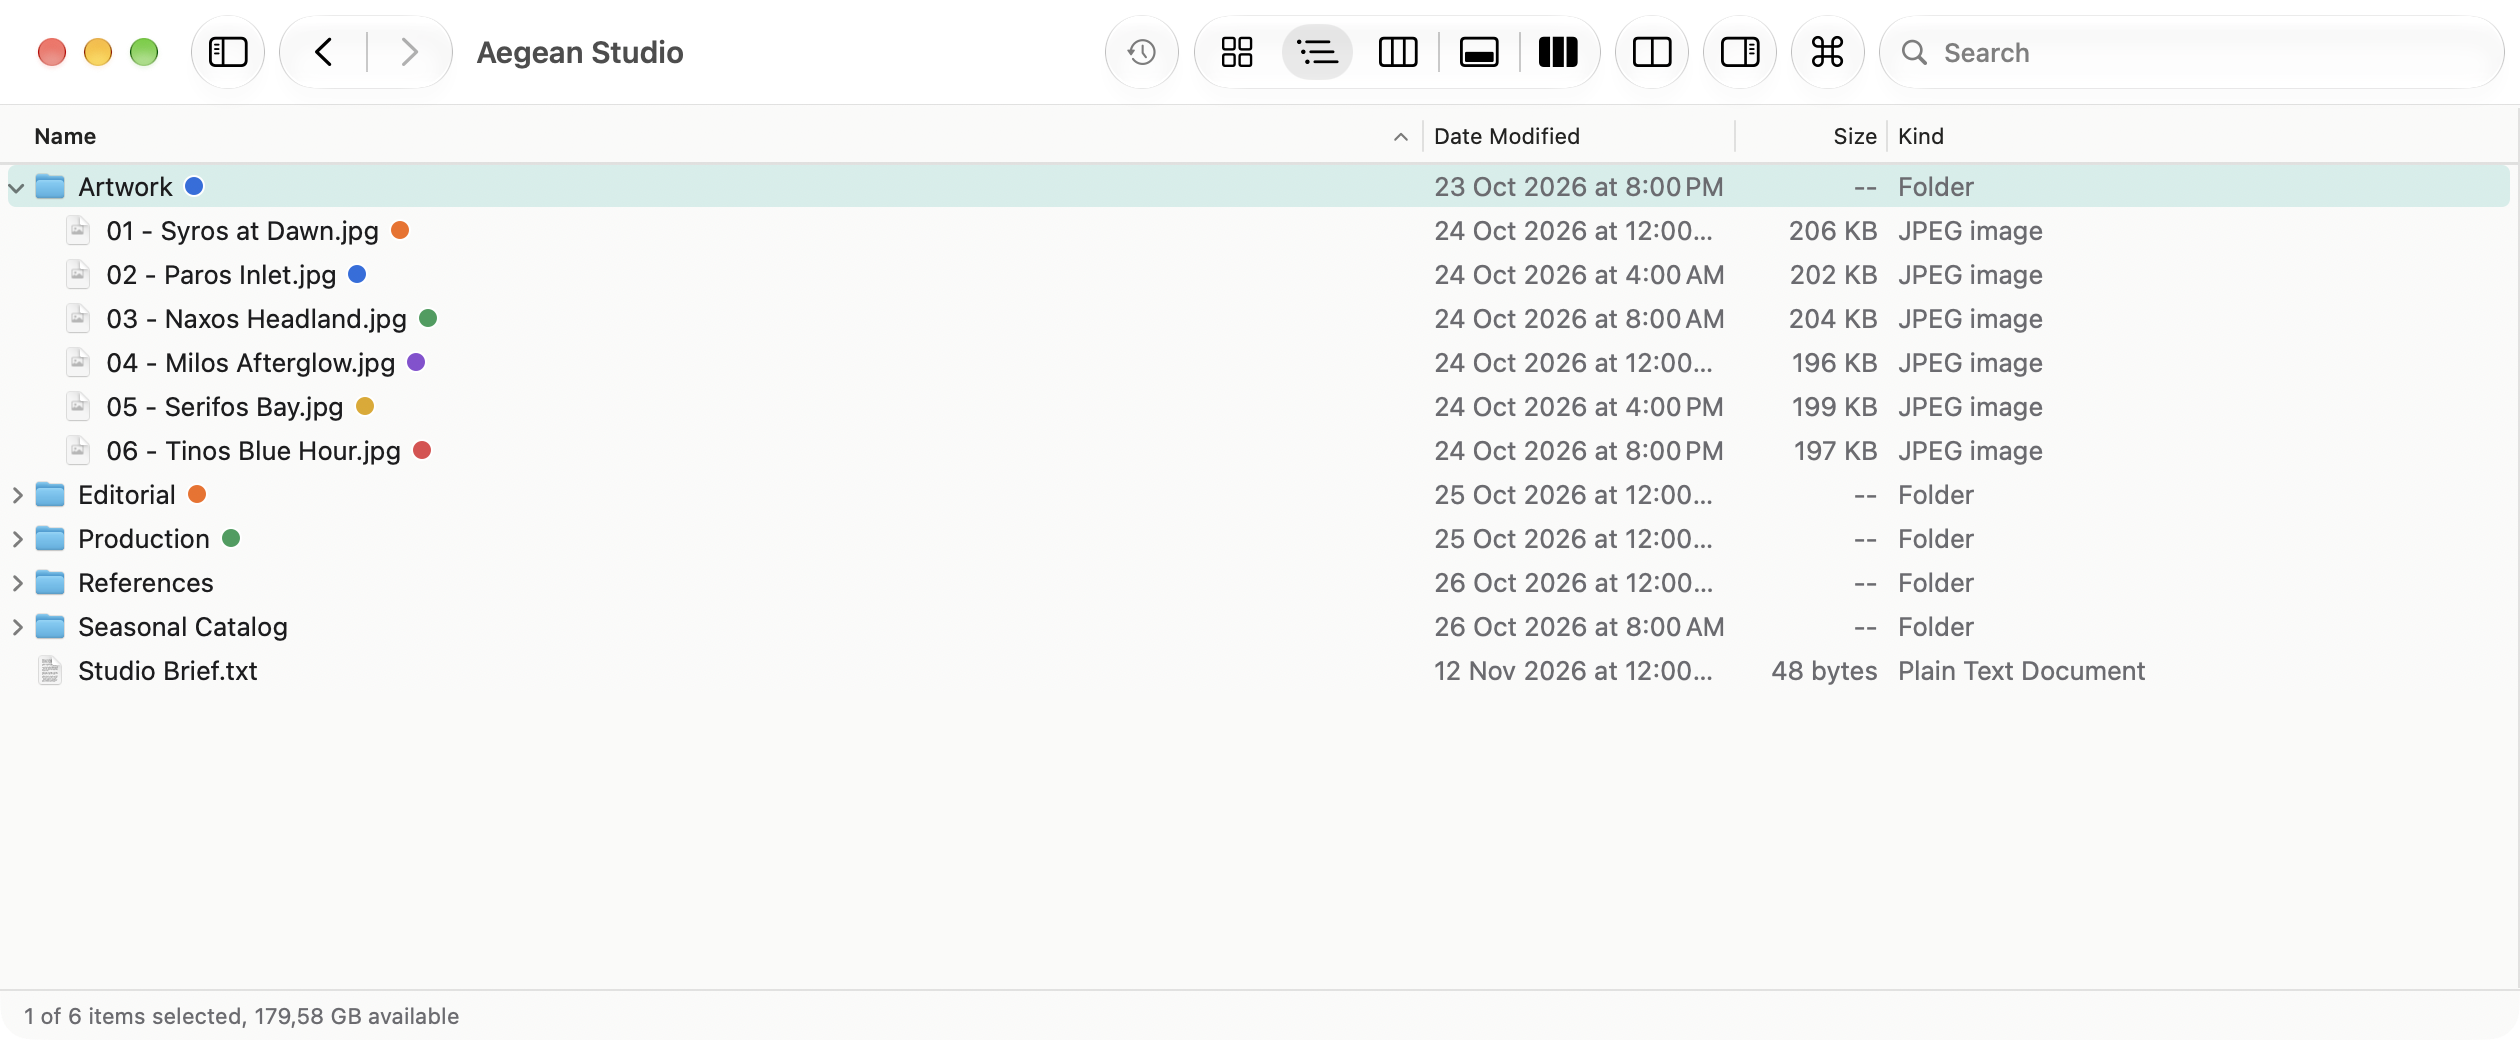 Aegean Studio
Search
Name Date Modified Size Kind
Artwork 23 Oct 2026 at 8:00 PM -- Folder
01 - Syros at Dawn.jpg 24 Oct 2026 at 12:00... 206 KB JPEG image
02 - Paros Inlet.jpg 24 Oct 2026 at 4:00 AM 202 KB JPEG image
03 - Naxos Headland.jpg 24 Oct 2026 at 8:00 AM 204 KB JPEG image
04 - Milos Afterglow.jpg 24 Oct 2026 at 12:00... 196 KB JPEG image
05 - Serifos Bay.jpg 24 Oct 2026 at 4:00 PM 199 KB JPEG image
06 - Tinos Blue Hour.jpg 24 Oct 2026 at 8:00 PM 197 KB JPEG image
Editorial 25 Oct 2026 at 12:00... -- Folder
Production 25 Oct 2026 at 12:00... -- Folder
References 26 Oct 2026 at 12:00... -- Folder
Seasonal Catalog 26 Oct 2026 at 8:00 AM -- Folder
Studio Brief.txt 12 Nov 2026 at 12:00... 48 bytes Plain Text Document
1 of 6 items selected, 179,58 GB available